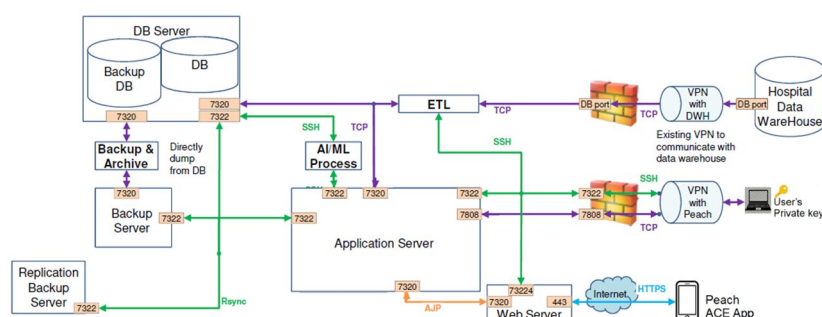 DB Server
Backup
DB
DB
7320
7322
7320
SSH
TCP
ETL
TCP
DB port
TCP
VPN
with
DWH
DB port
Hospital
Data
WareHouse
Existing VPN to
communicate with
data warehouse
Backup &
Archive
Directly
dump
from DB
AI/ML
Process
SSH
7320
Backup
Server
7322
7322
7320
7322
7322
7808
Application Server
7320
7322
7808
SSH
TCP
VPN
with
Peach
User's
Private key
Replication
Backup
Server
7322
Rsync
AJP
73224
7320
443
Web Server
Internet
HTTPS
Peach
ACE App